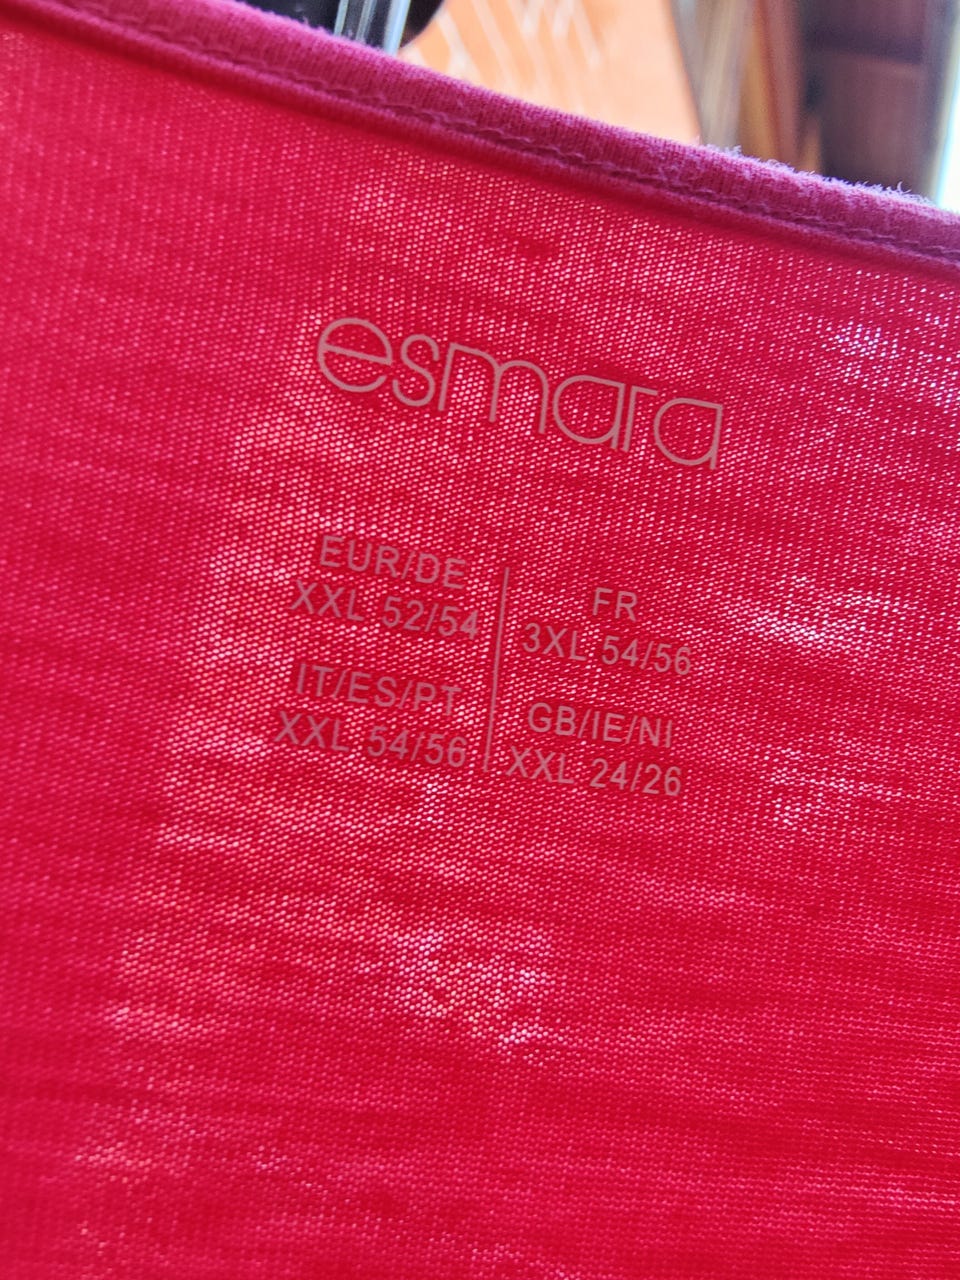 esmara
EUR/DE
XXL 52/54
FR
3XL 54/56
IT/ES/PT
XXL 54/56
GB/IE/NI
XXL 24/26